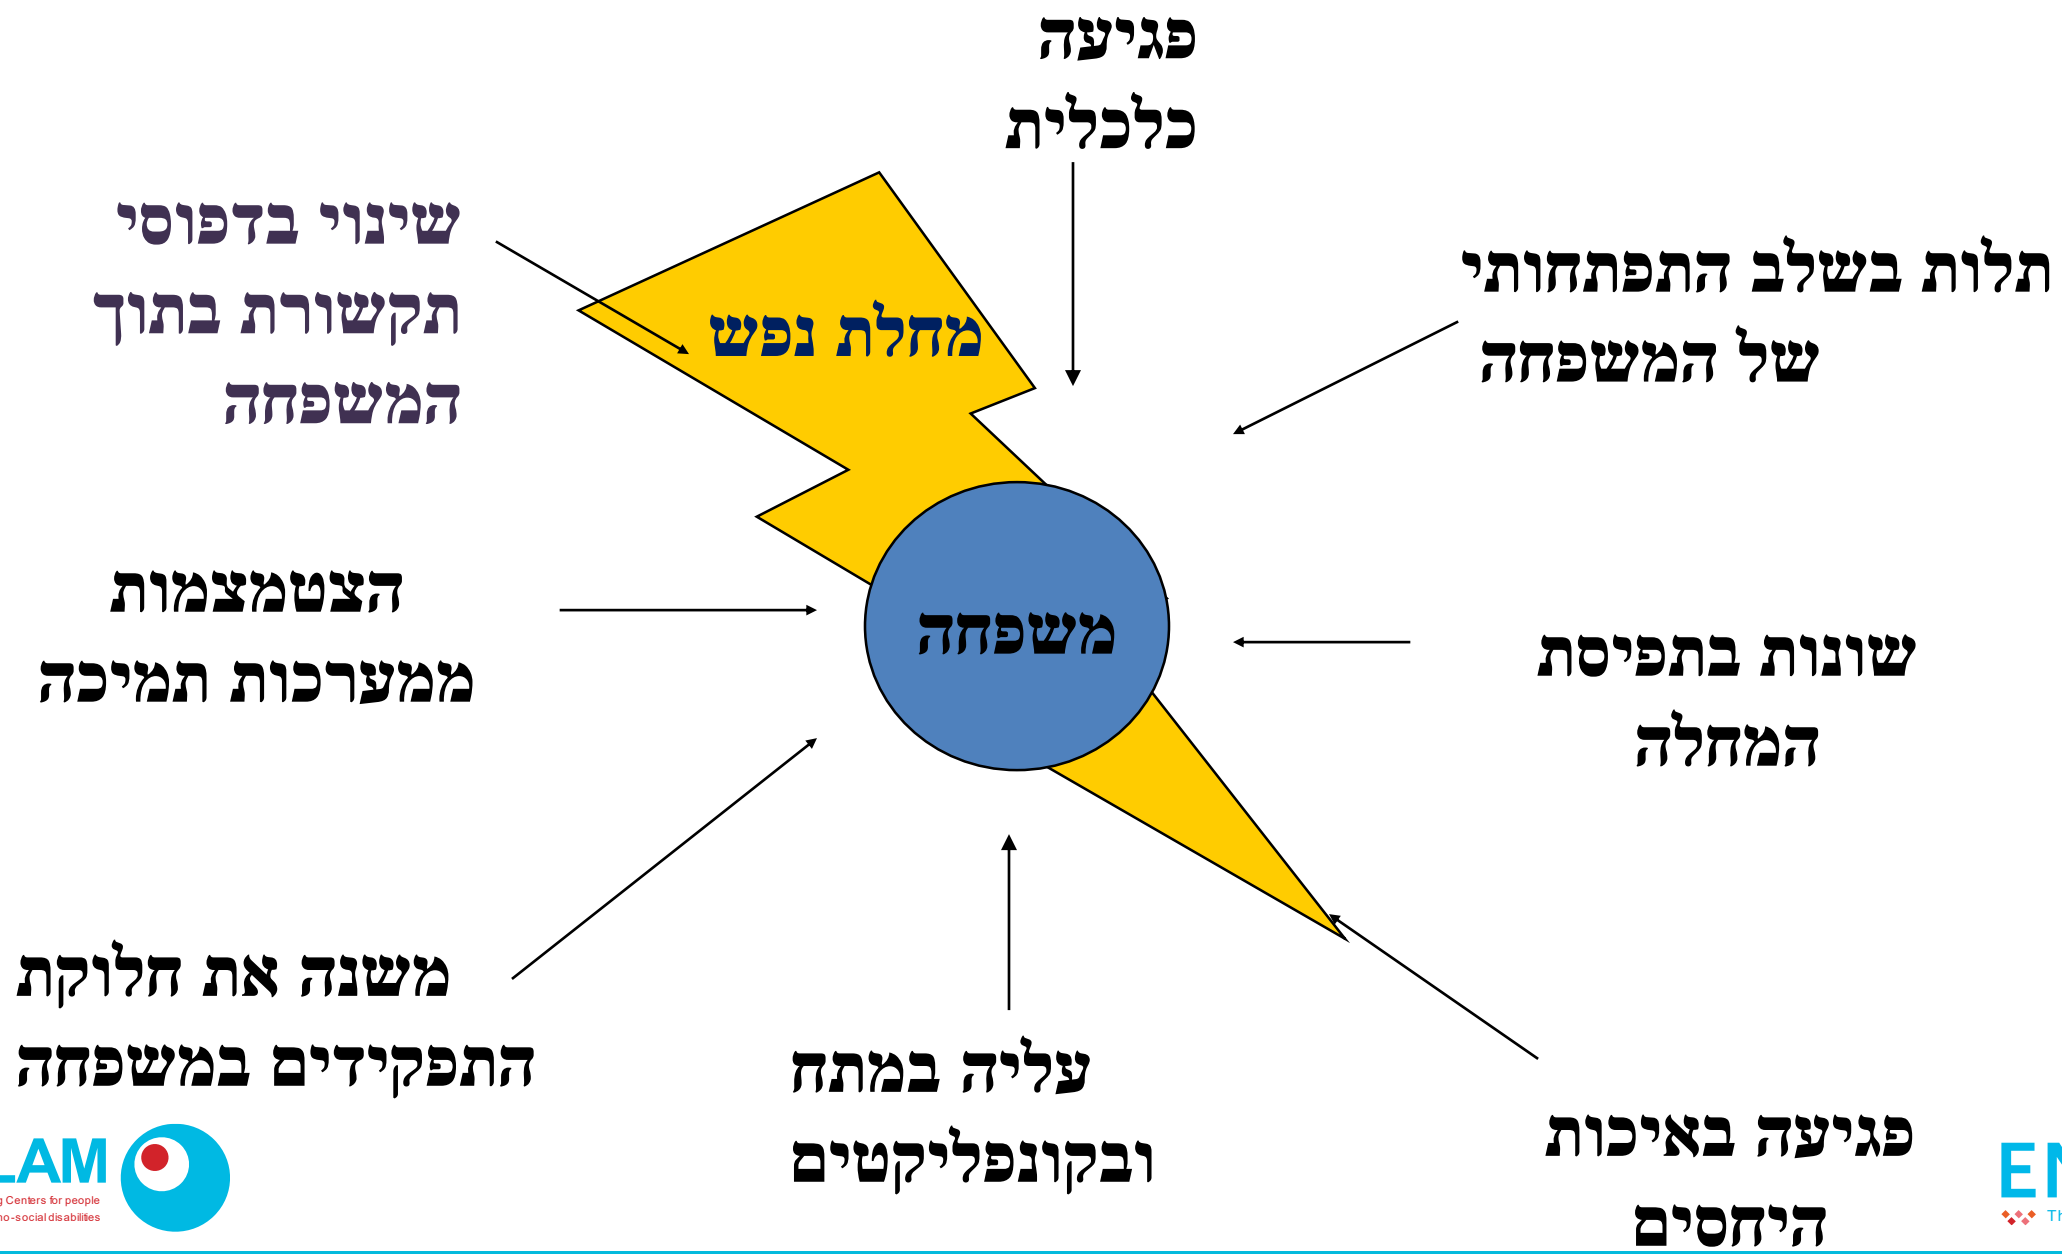 פגיעה
כלכלית
שינוי בדפוסי
תקשורת בתוך
המשפחה
מחלת נפש
תלות בשלב התפתחותי
של המשפחה
הצטמצמות
ממערכות תמיכה
משפחה
שונות בתפיסת
המחלה
משנה את חלוקת
התפקידים במשפחה
עליה במתח
ובקונפליקטים
פגיעה באיכות
היחסים
LAM
g Centers for people
no-social disabilities
EN
Th